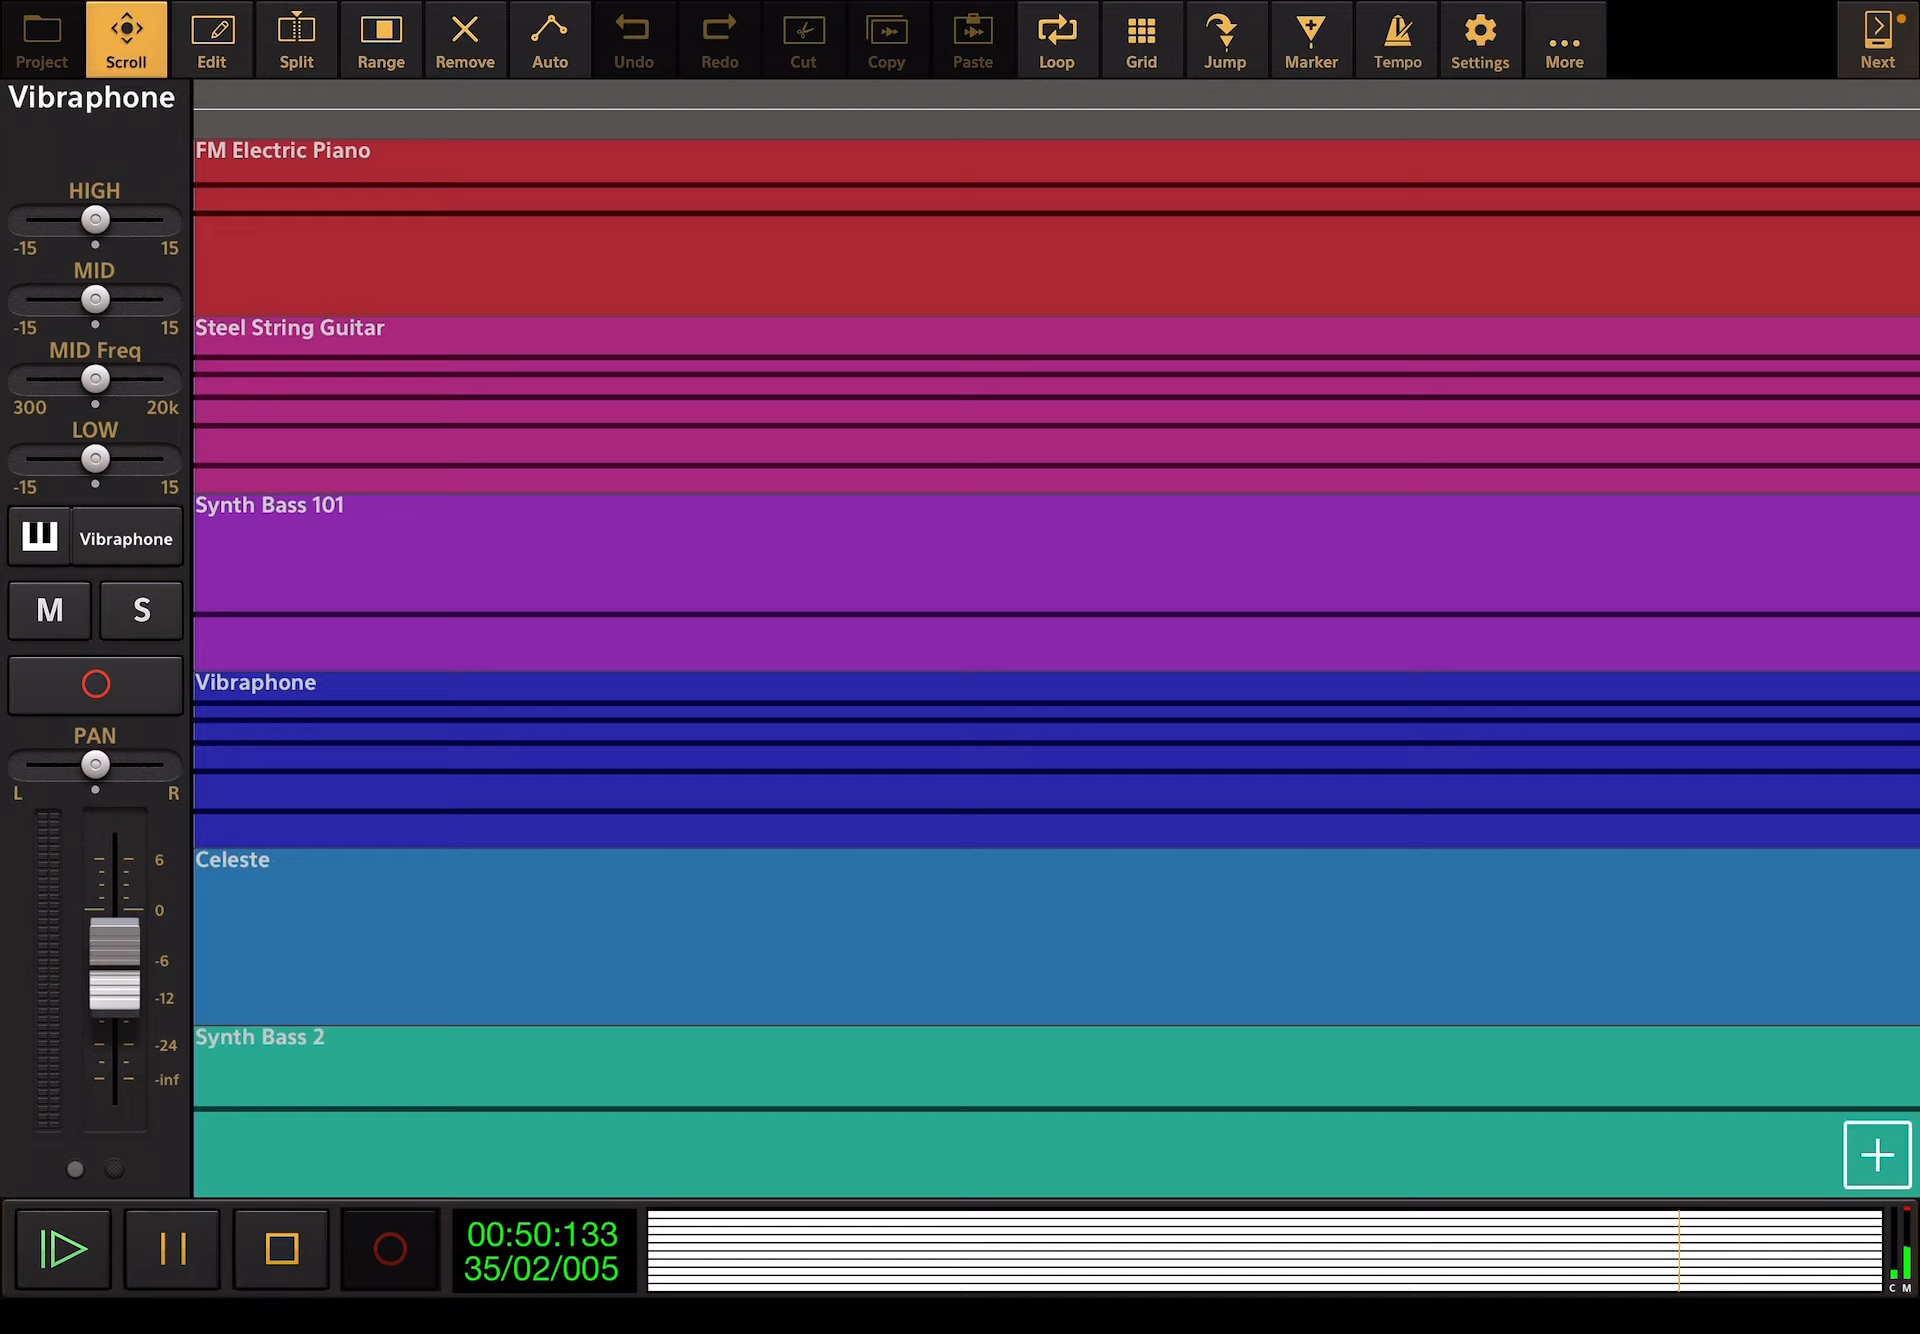 Project Scroll Edit Split Range Remove Auto Undo Redo Cut Copy Paste Loop Grid Jump Marker Tempo Settings More Next
Vibraphone
FM Electric Piano
HIGH
-15 15
MID
-15 15
MID Freq
300 20k
LOW
-15 15
Vibraphone
M S
PAN
L R
6
0
-6
-12
-24
-inf
Steel String Guitar
Synth Bass 101
Vibraphone
Celeste
Synth Bass 2
00:50:133
35/02/005
C M